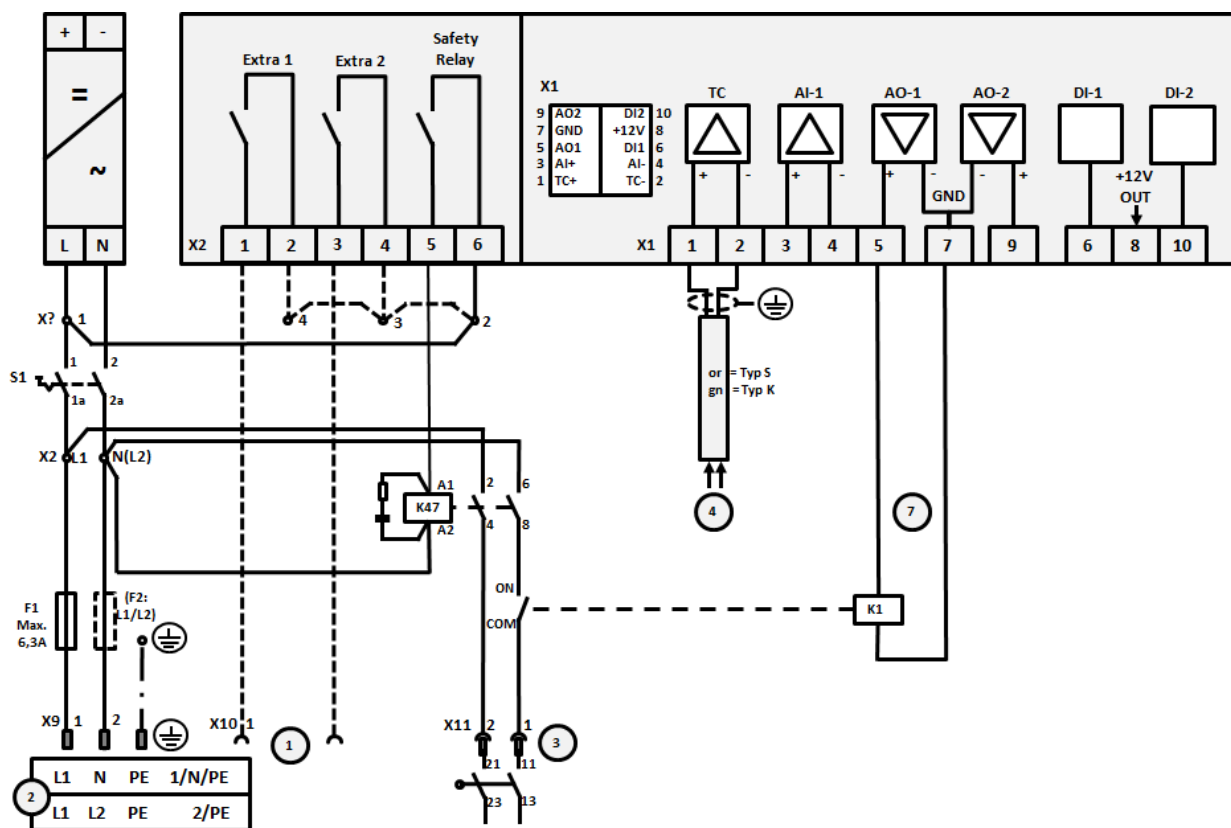 + -
=
~
L N
Extra 1 Extra 2 Safety Relay
X2 1 2 3 4 5 6
X1
9 AO2 DI2 10
7 GND +12V 8
5 AO1 DI1 6
3 AI+ AI- 4
1 TC+ TC- 2
TC AI-1 AO-1 AO-2 DI-1 DI-2
+ - + - + - - +
GND
+12V
OUT
X1 1 2 3 4 5 7 9 6 8 10
X? 1
4 3 2
S1 1 2
1a 2a
or = Typ S
gn = Typ K
X2 L1 N(L2)
A1 2 6
K47
A2 4 8
4 7
F1
Max.
6,3A
(F2:
L1/L2)
ON
COM
K1
X9 1 2
X10 1
1
X11 2 1
3
21 11
23 13
2
L1 N PE 1/N/PE
L1 L2 PE 2/PE